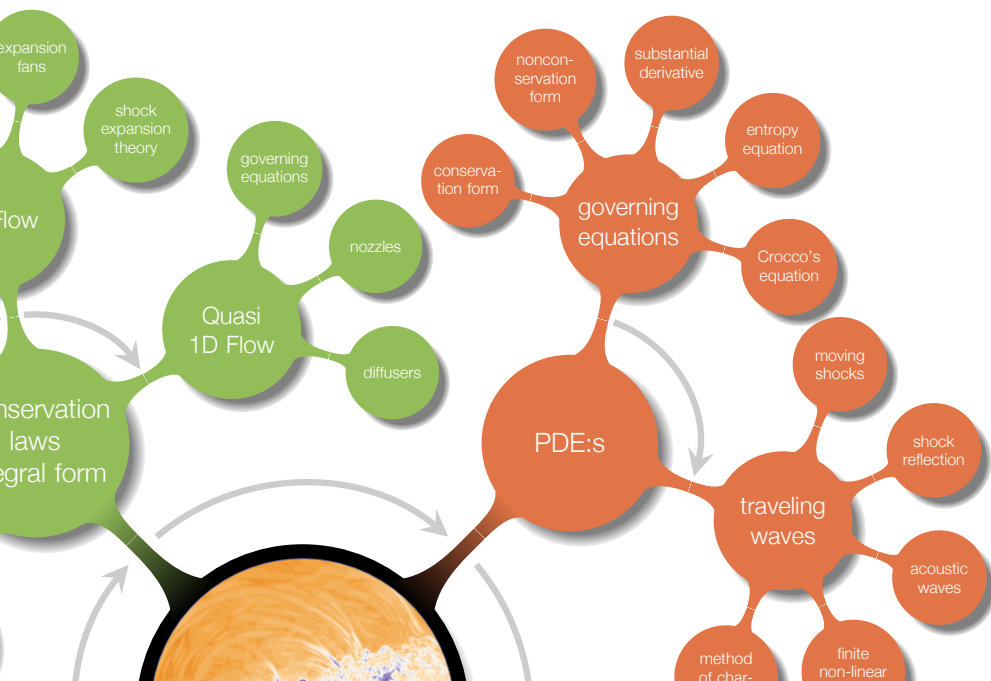 expansion
fans
shock
expansion
theory
governing
equations
nozzles
Quasi
1D Flow
diffusers
Flow
nservation
laws
egral form
noncon-
servation
form
substantial
derivative
entropy
equation
conserva-
tion form
governing
equations
Crocco's
equation
PDE:s
moving
shocks
shock
reflection
traveling
waves
acoustic
waves
method
of char-
finite
non-linear